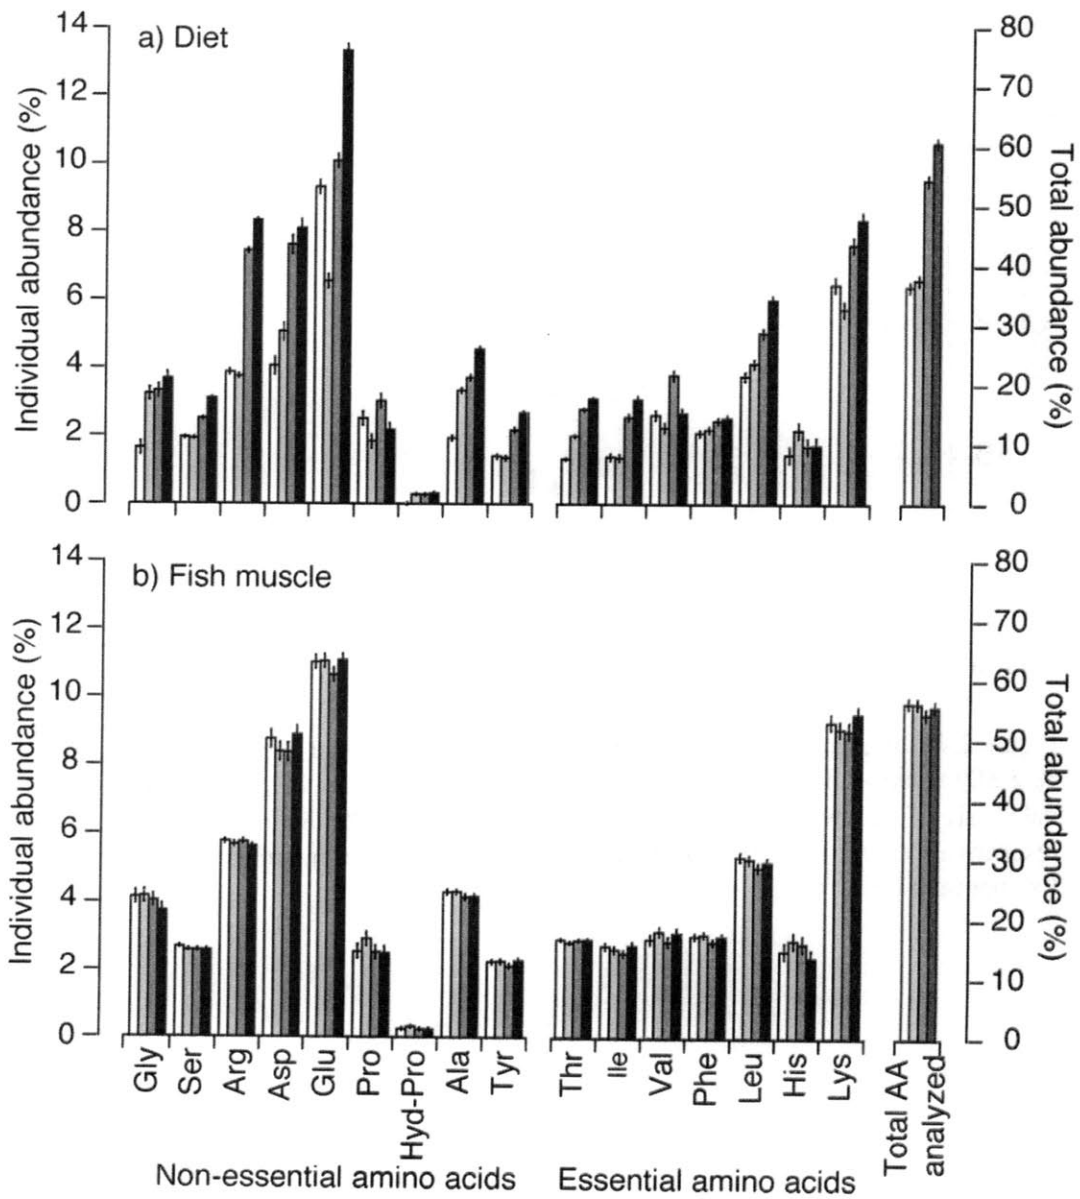 a) Diet
Individual abundance (%)
14
12
10
8
6
4
2
0
80
70
60
50
40
30
20
10
0
Total abundance (%)
b) Fish muscle
Individual abundance (%)
14
12
10
8
6
4
2
0
80
70
60
50
40
30
20
10
0
Total abundance (%)
Gly
Ser
Arg
Asp
Glu
Pro
Hyd-Pro
Ala
Tyr
Thr
Ile
Val
Phe
Leu
His
Lys
Total AA
analyzed
Non-essential amino acids
Essential amino acids